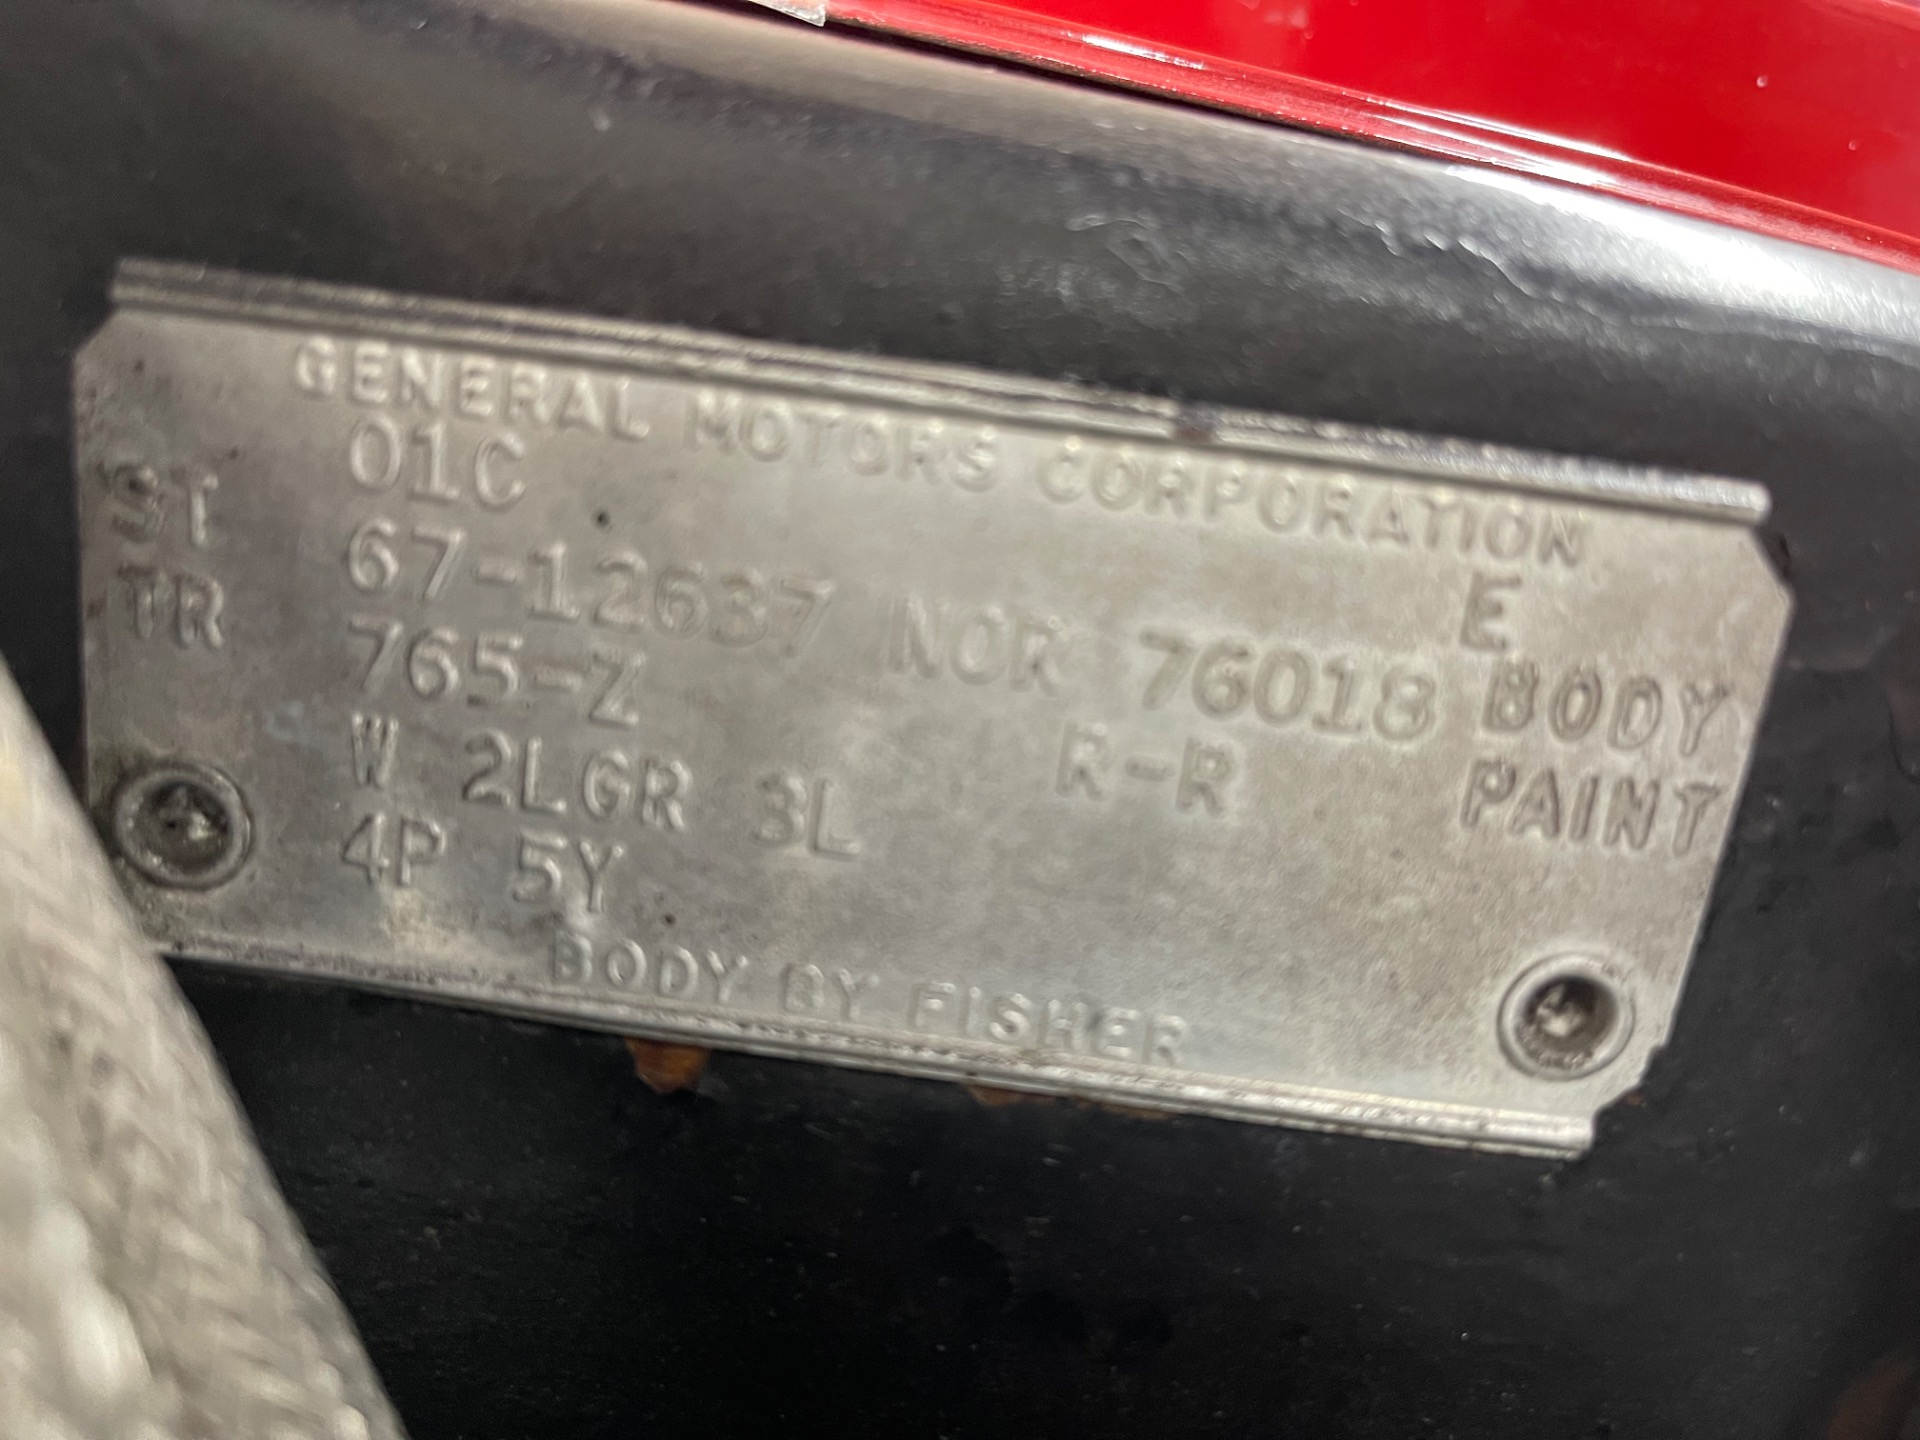 GENERAL MOTORS CORPORATION
01C E
ST 67-12637 NOR 76018 BODY
TR 765-Z R-R PAINT
W 2LGR 3L
4P 5Y
BODY BY FISHER